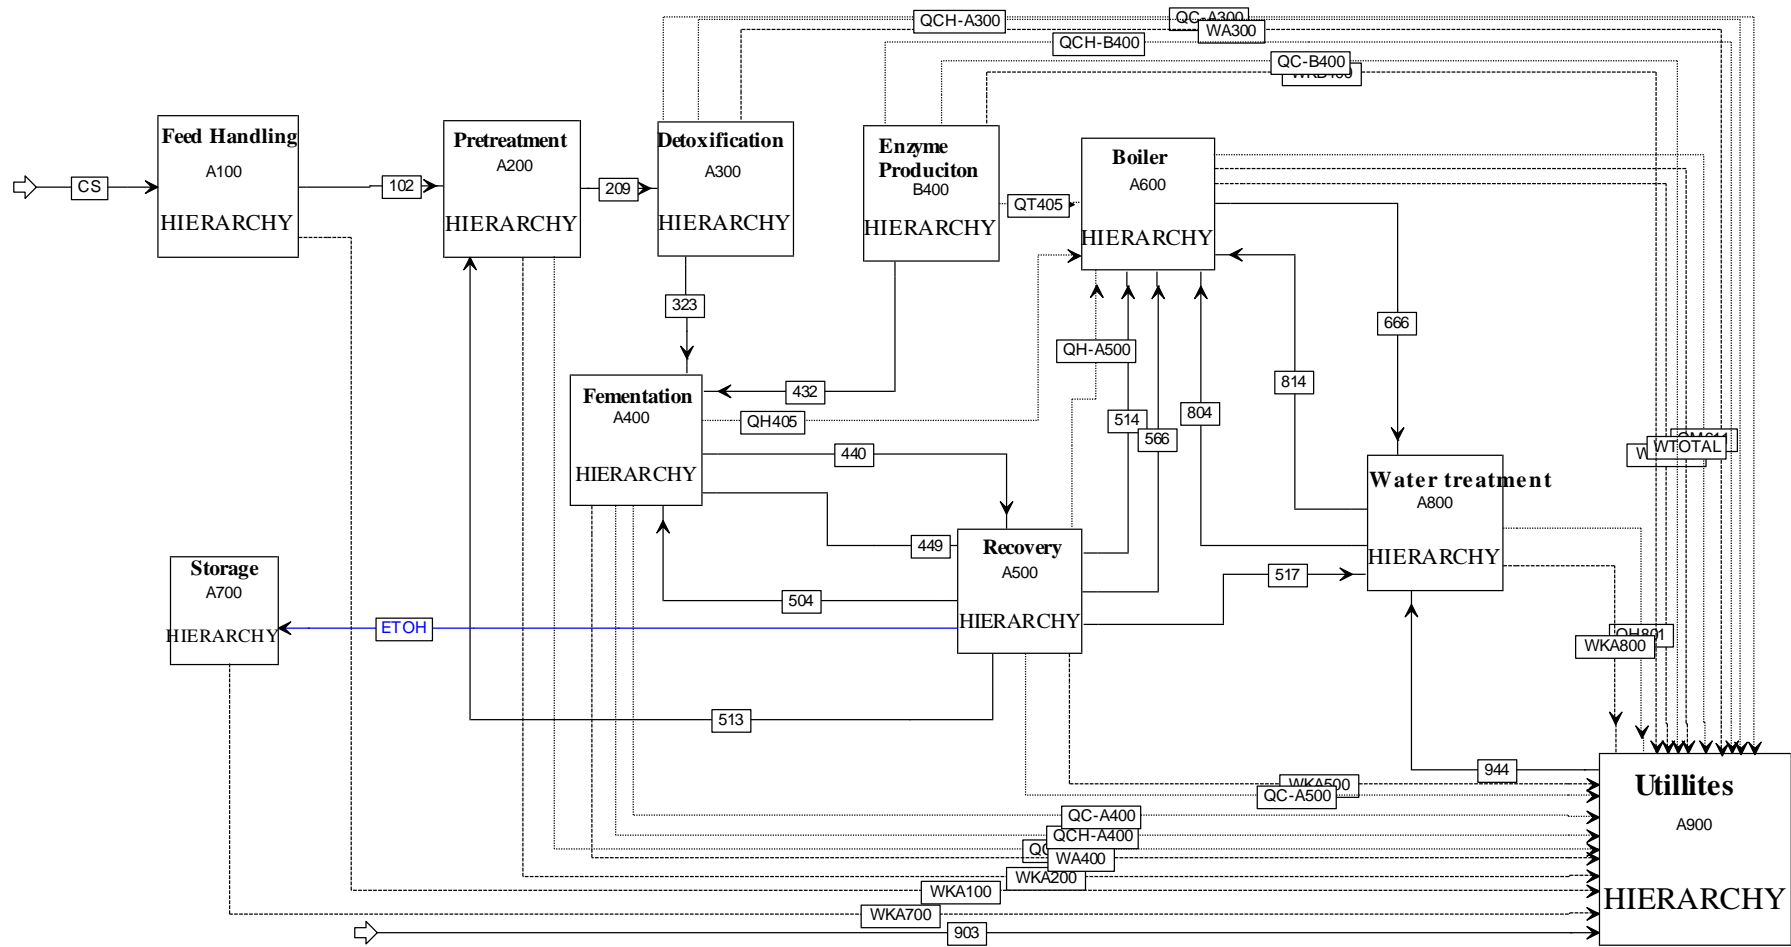 QCH-A300
QC-A300
WA300
QCH-B400
QC-B400
Feed Handling
A100
HIERARCHY
Pretreatment
A200
HIERARCHY
Detoxification
A300
HIERARCHY
Enzyme
Produciton
B400
HIERARCHY
Boiler
A600
HIERARCHY
CS
102
209
QT405
323
666
QH-A500
814
Fementation
A400
HIERARCHY
432
QH405
514
804
566
440
WTOTAL
449
Water treatment
A800
HIERARCHY
Recovery
A500
HIERARCHY
Storage
A700
HIERARCHY
504
517
ETOH
QH801
WKA800
513
944
WKA500
QC-A500
Utillites
A900
HIERARCHY
QC-A400
QCH-A400
WA400
WKA200
WKA100
WKA700
903